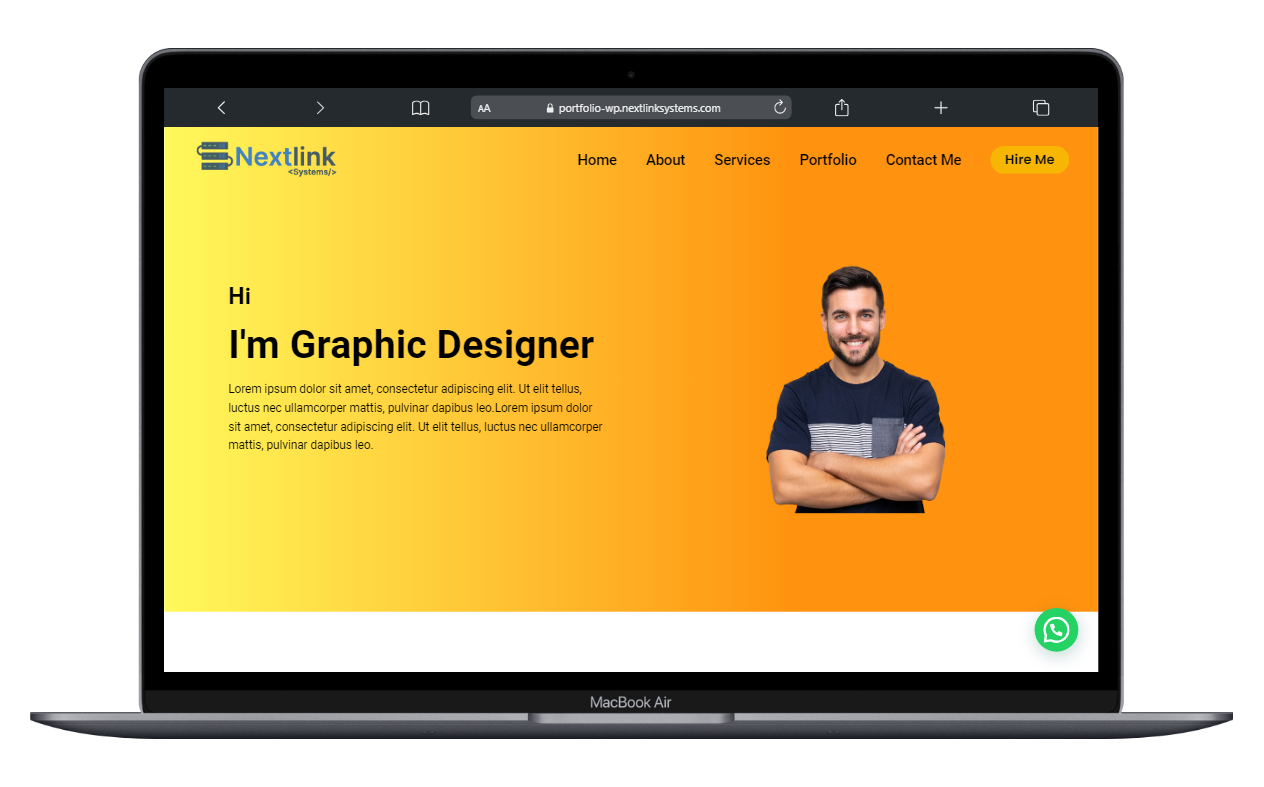 AA portfolio-wp.nextlinksystems.com
Nextlink
<Systems/>
Home About Services Portfolio Contact Me Hire Me
Hi
I'm Graphic Designer
Lorem ipsum dolor sit amet, consectetur adipiscing elit. Ut elit tellus,
luctus nec ullamcorper mattis, pulvinar dapibus leo.Lorem ipsum dolor
sit amet, consectetur adipiscing elit. Ut elit tellus, luctus nec ullamcorper
mattis, pulvinar dapibus leo.
MacBook Air